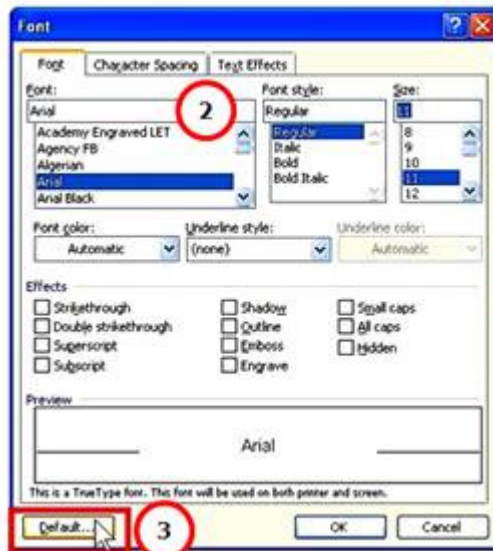 Font
Font Character Spacing Text Effects
Font: Font style: Size:
Arial Regular 11
2
Academy Engraved LET Regular 8
Agency FB Italic 9
Algerian Bold 10
Arial Bold Italic 11
Arial Black 12
Font color: Underline style: Underline color:
Automatic (none) Automatic
Effects
Strikethrough Shadow Small caps
Double strikethrough Outline All caps
Superscript Emboss Hidden
Subscript Engrave
Preview
Arial
This is a TrueType font. This font will be used on both printer and screen.
Default... 3 OK Cancel